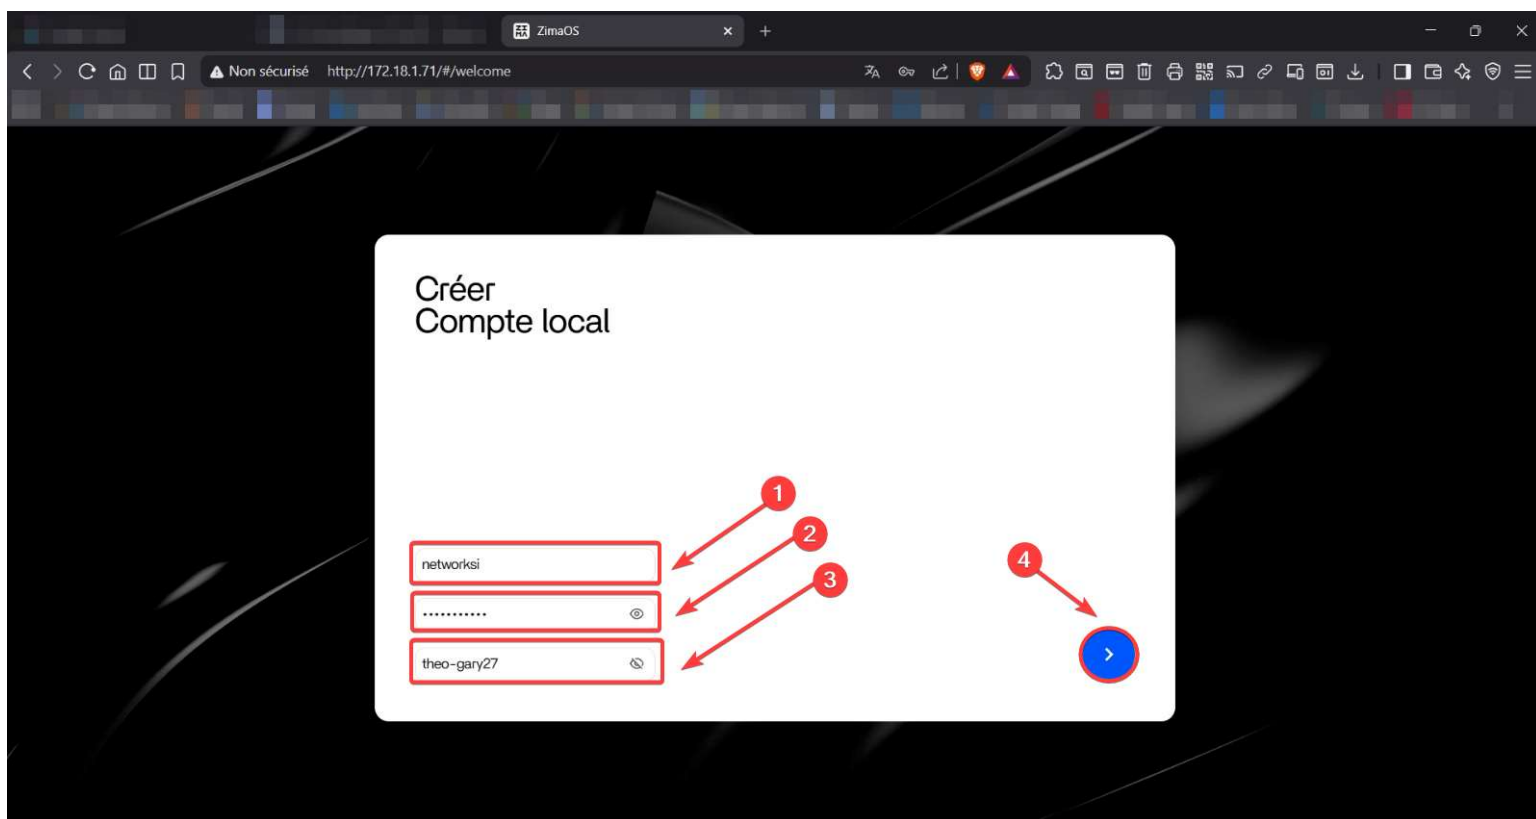 ZimaOS
Non sécurisé http://172.18.1.71/#/welcome
Créer
Compte local
1
2
3
4
networksi
•••••••••••
theo-gary27